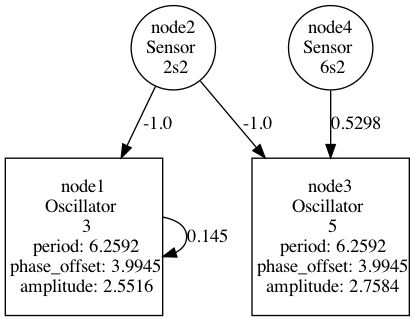 node2
Sensor
2s2
node4
Sensor
6s2
-1.0
-1.0
0.5298
node1
Oscillator
3
period: 6.2592
phase_offset: 3.9945
amplitude: 2.5516
0.145
node3
Oscillator
5
period: 6.2592
phase_offset: 3.9945
amplitude: 2.7584